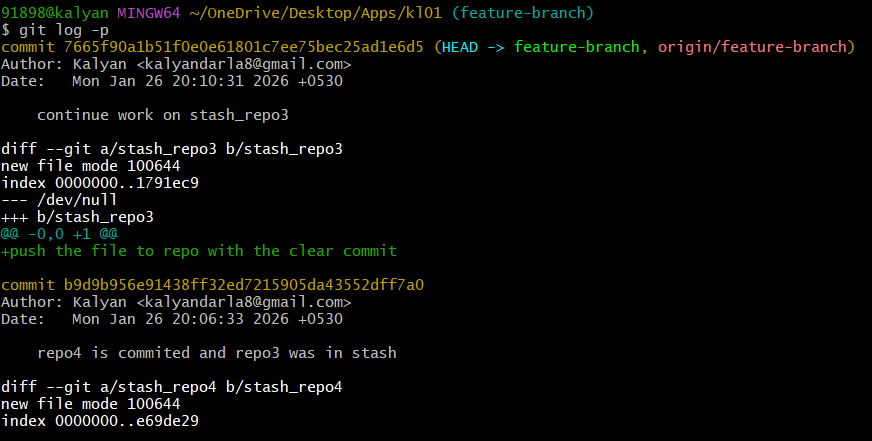 91898@kalyan MINGW64 ~/OneDrive/Desktop/Apps/kl01 (feature-branch)
$ git log -p
commit 7665f90a1b51f0e0e61801c7ee75bec25ad1e6d5 (HEAD -> feature-branch, origin/feature-branch)
Author: Kalyan <kalyandarla8@gmail.com>
Date:   Mon Jan 26 20:10:31 2026 +0530

    continue work on stash_repo3

diff --git a/stash_repo3 b/stash_repo3
new file mode 100644
index 0000000..1791ec9
--- /dev/null
+++ b/stash_repo3
@@ -0,0 +1 @@
+push the file to repo with the clear commit

commit b9d9b956e91438ff32ed7215905da43552dff7a0
Author: Kalyan <kalyandarla8@gmail.com>
Date:   Mon Jan 26 20:06:33 2026 +0530

    repo4 is commited and repo3 was in stash

diff --git a/stash_repo4 b/stash_repo4
new file mode 100644
index 0000000..e69de29